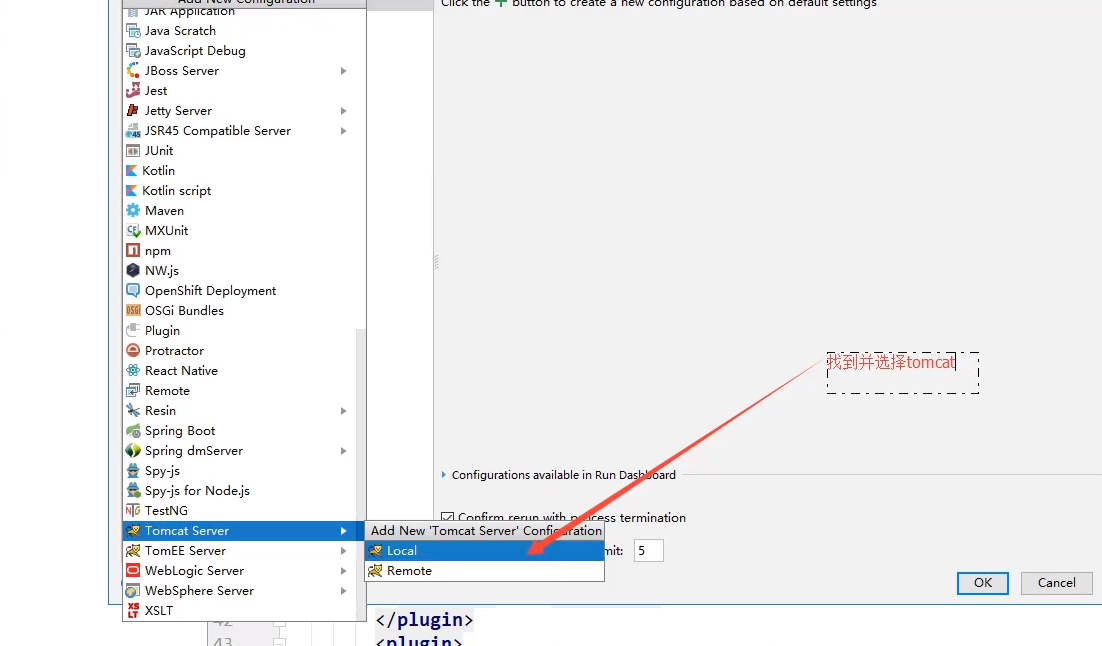 Add New Configuration
Click the + button to create a new configuration based on default settings
JAR Application
Java Scratch
JavaScript Debug
JBoss Server
Jest
Jetty Server
JSR45 Compatible Server
JUnit
Kotlin
Kotlin script
Maven
MXUnit
npm
NW.js
OpenShift Deployment
OSGi Bundles
Plugin
Protractor
React Native
Remote
Resin
Spring Boot
Spring dmServer
Spy-js
Spy-js for Node.js
TestNG
Tomcat Server
TomEE Server
WebLogic Server
WebSphere Server
XSLT
找到并选择tomcat
Configurations available in Run Dashboard
Confirm rerun with process termination
Add New 'Tomcat Server' Configuration
Local
Remote
mit: 5
OK
Cancel
42 </plugin>
43 <plugin>